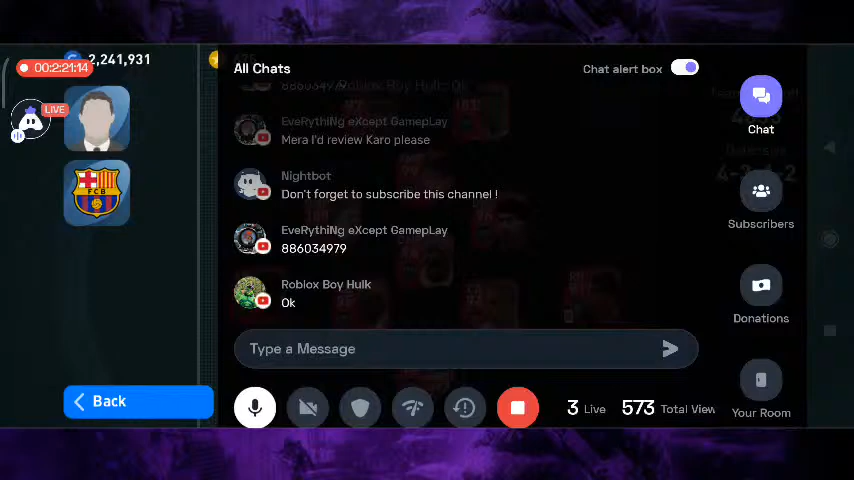 2,241,931
00:2:21:14
LIVE
All Chats
Chat alert box
EveRythiNg eXcept GamepLay
Mera I'd review Karo please
Nightbot
Don't forget to subscribe this channel !
EveRythiNg eXcept GamepLay
886034979
Roblox Boy Hulk
Ok
Type a Message
Chat
Subscribers
Donations
Your Room
FCB
Back
3 Live
573 Total View